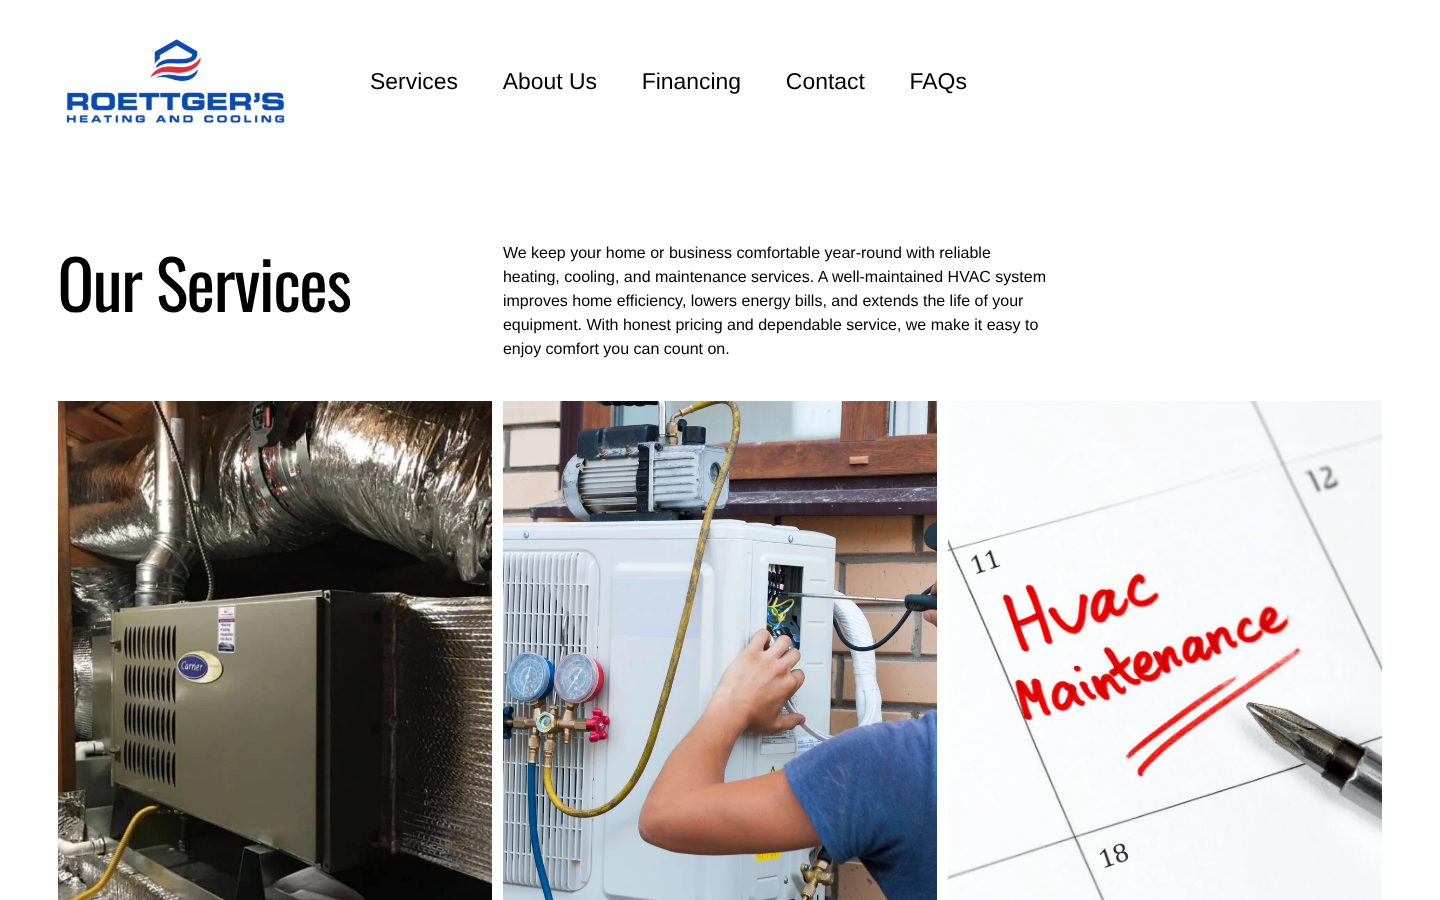 ROETTGER'S
HEATING AND COOLING
Services
About Us
Financing
Contact
FAQs
Our Services
We keep your home or business comfortable year-round with reliable
heating, cooling, and maintenance services. A well-maintained HVAC system
improves home efficiency, lowers energy bills, and extends the life of your
equipment. With honest pricing and dependable service, we make it easy to
enjoy comfort you can count on.
Carrier
12
11
Hvac
Maintenance
18